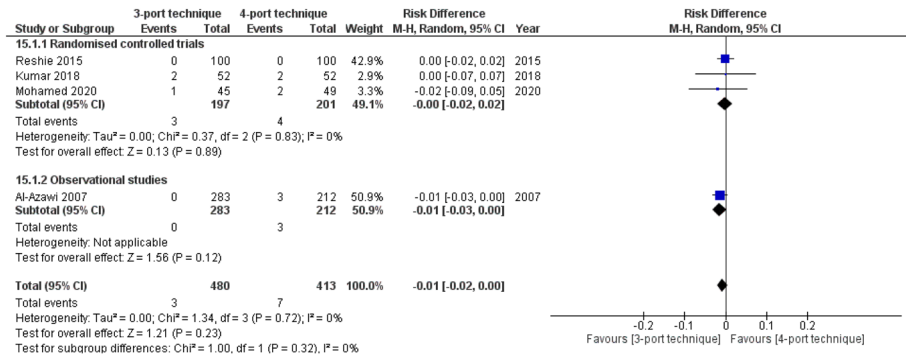 3-port technique 4-port technique Risk Difference Risk Difference
Study or Subgroup Events Total Events Total Weight M-H, Random, 95% CI Year M-H, Random, 95% CI
15.1.1 Randomised controlled trials
Reshie 2015 0 100 0 100 42.9% 0.00 [-0.02, 0.02] 2015
Kumar 2018 2 52 2 52 2.9% 0.00 [-0.07, 0.07] 2018
Mohamed 2020 1 45 2 49 3.3% -0.02 [-0.09, 0.05] 2020
Subtotal (95% CI) 197 201 49.1% -0.00 [-0.02, 0.02]
Total events 3 4
Heterogeneity: Tau² = 0.00; Chi² = 0.37, df = 2 (P = 0.83); I² = 0%
Test for overall effect: Z = 0.13 (P = 0.89)
15.1.2 Observational studies
Al-Azawi 2007 0 283 3 212 50.9% -0.01 [-0.03, 0.00] 2007
Subtotal (95% CI) 283 212 50.9% -0.01 [-0.03, 0.00]
Total events 0 3
Heterogeneity: Not applicable
Test for overall effect: Z = 1.56 (P = 0.12)
Total (95% CI) 480 413 100.0% -0.01 [-0.02, 0.00]
Total events 3 7
Heterogeneity: Tau² = 0.00; Chi² = 1.34, df = 3 (P = 0.72); I² = 0%
Test for overall effect: Z = 1.21 (P = 0.23)
Test for subgroup differences: Chi² = 1.00, df = 1 (P = 0.32), I² = 0%
-0.2 -0.1 0 0.1 0.2
Favours [3-port technique] Favours [4-port technique]